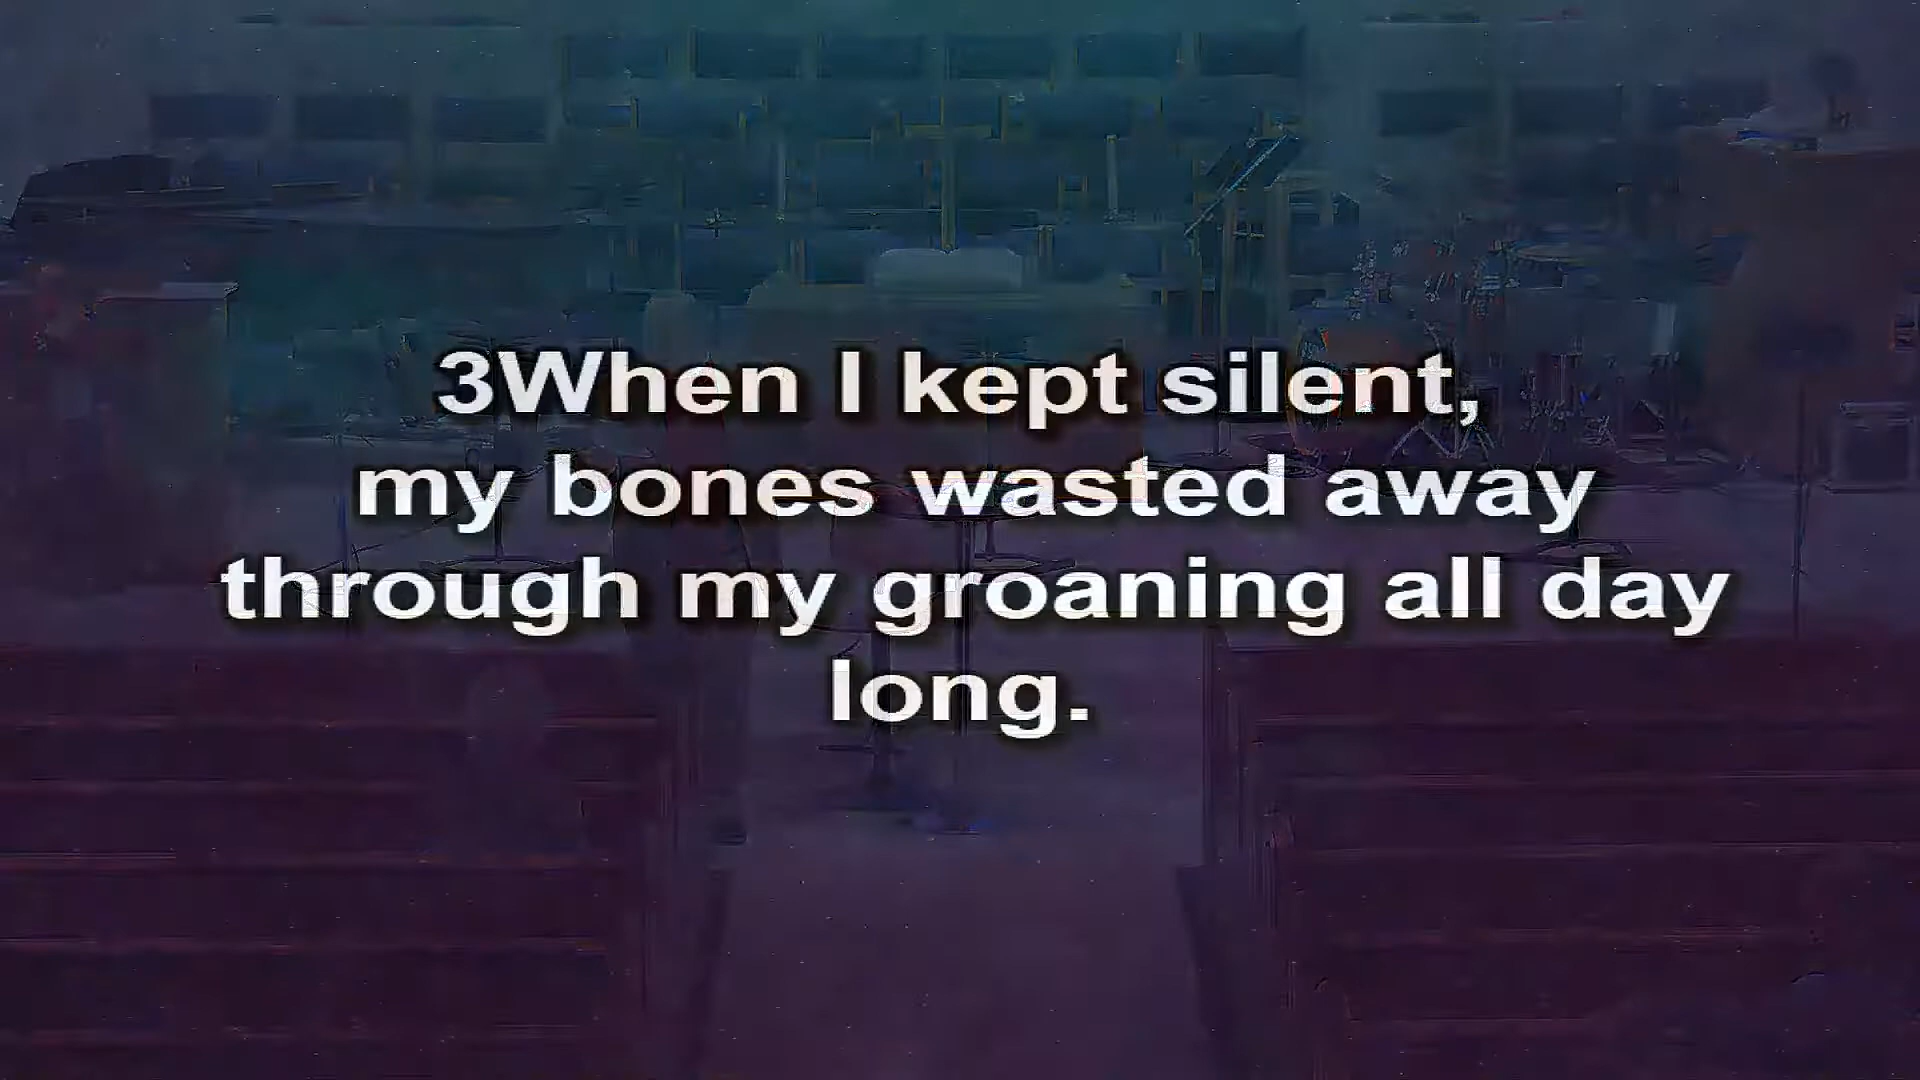 3When I kept silent,
my bones wasted away
through my groaning all day
long.